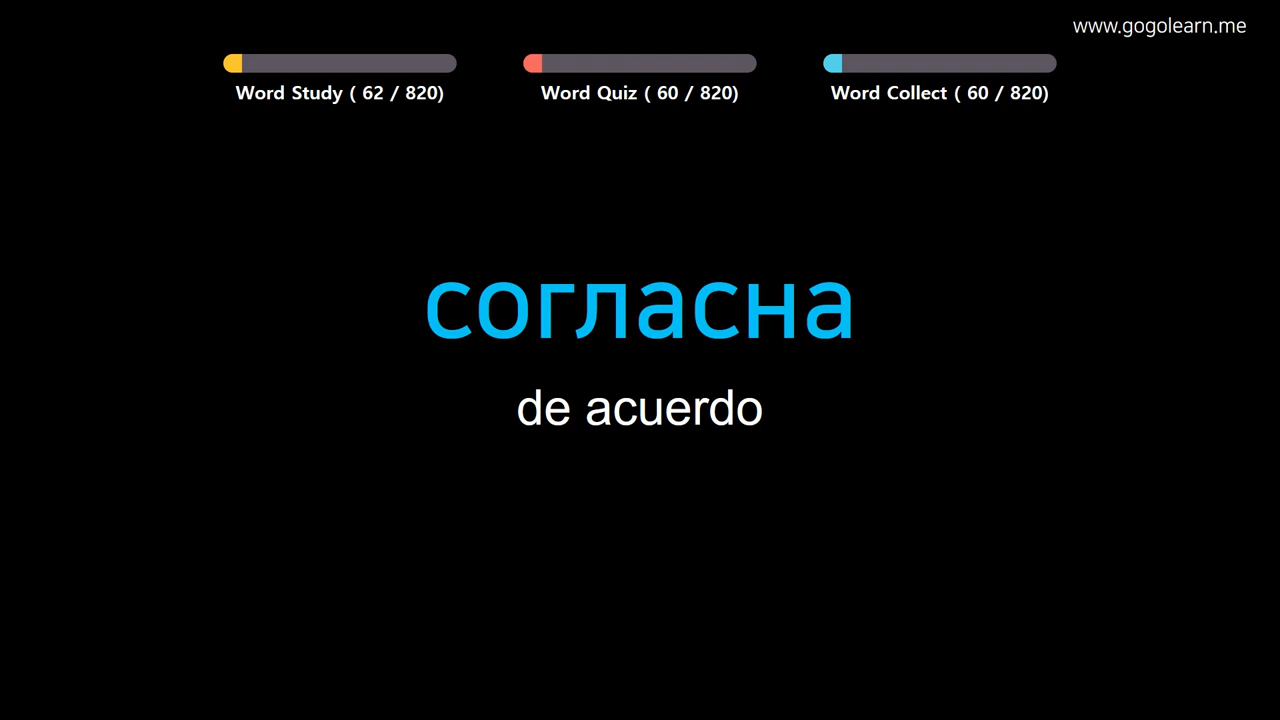 www.gogolearn.me
Word Study ( 62 / 820)
Word Quiz ( 60 / 820)
Word Collect ( 60 / 820)
согласна
de acuerdo